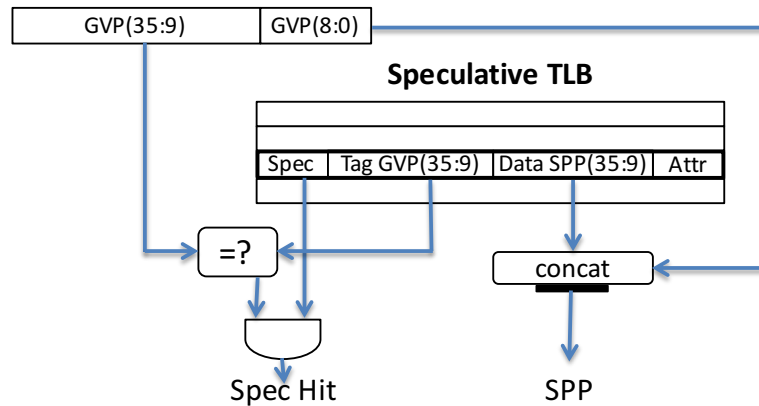 GVP(35:9) GVP(8:0)
Speculative TLB
Spec Tag GVP(35:9) Data SPP(35:9) Attr
=?
concat
Spec Hit SPP